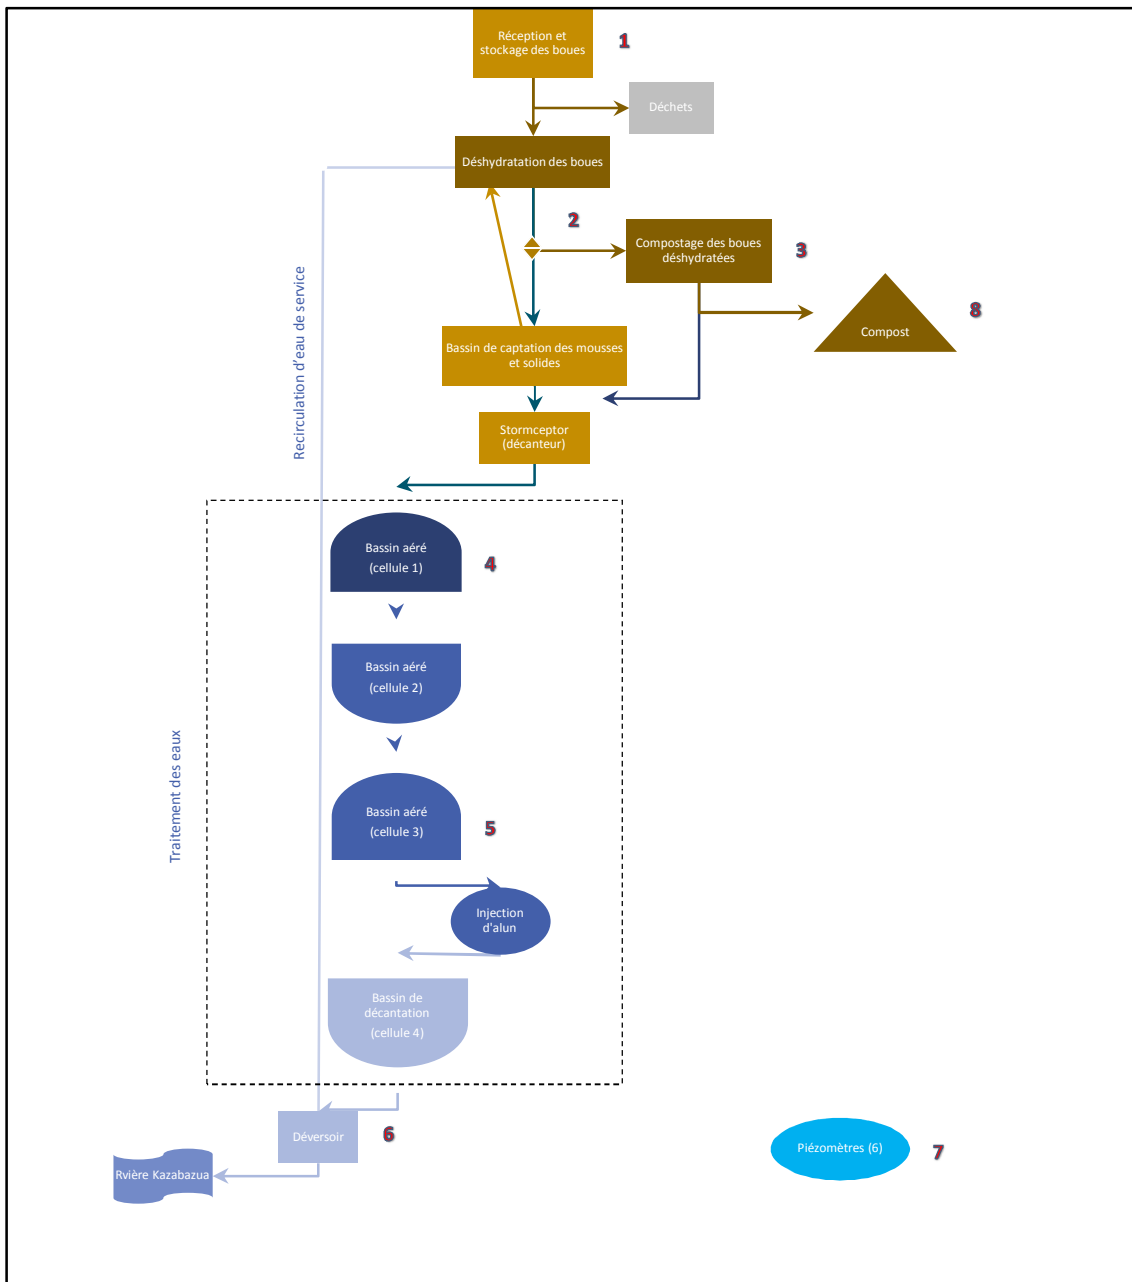 Réception et
stockage des boues
1
Déchets
Déshydratation des boues
2
Compostage des boues
déshydratées
3
Compost
8
Recirculation d'eau de service
Bassin de captation des mousses
et solides
Stormceptor
(décanteur)
Traitement des eaux
Bassin aéré
(cellule 1)
4
Bassin aéré
(cellule 2)
Bassin aéré
(cellule 3)
5
Injection
d'alun
Bassin de
décantation
(cellule 4)
Déversoir
6
Rvière Kazabazua
Piézomètres (6)
7